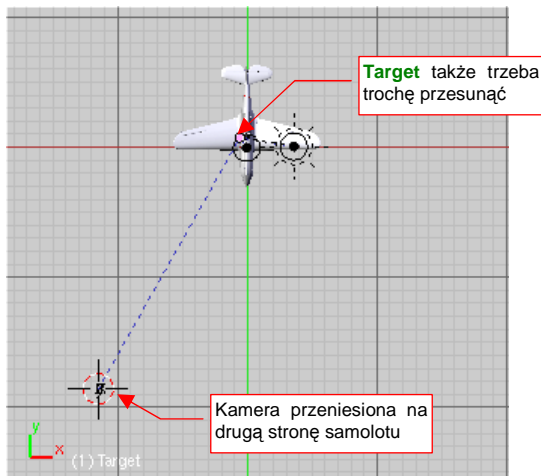 Target także trzeba
trochę przesunąć
Kamera przeniesiona na
drugą stronę samolotu
y
x
(1) Target